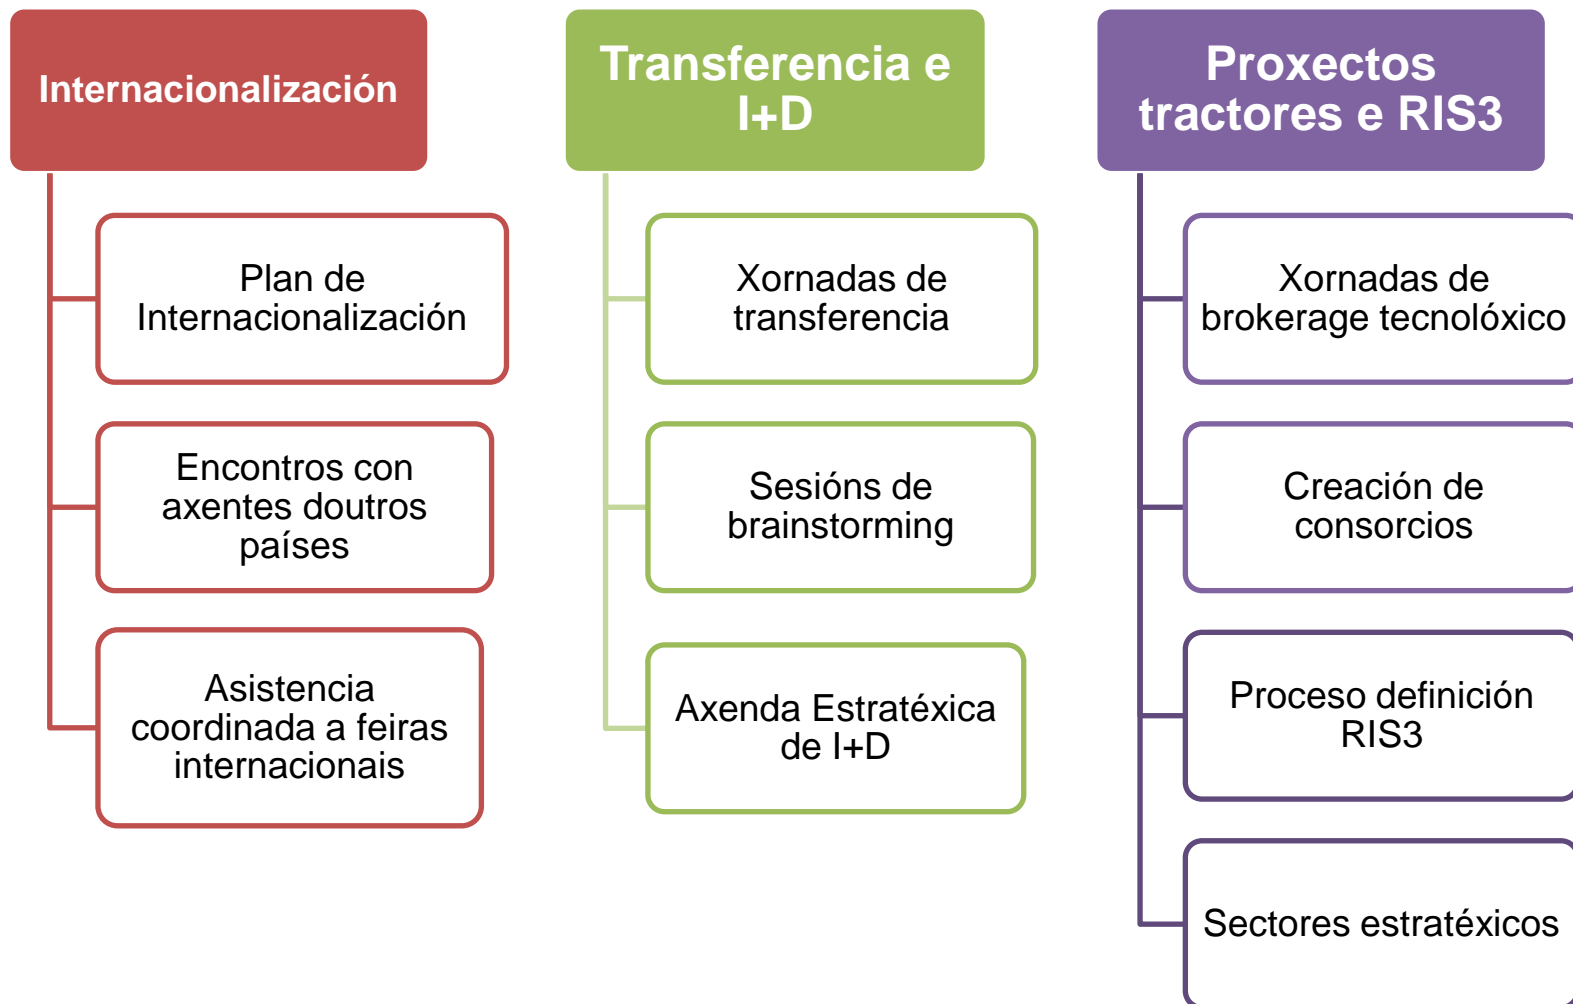 Internacionalización
Plan de
Internacionalización
Encontros con
axentes doutros
países
Asistencia
coordinada a feiras
internacionais
Transferencia e
I+D
Xornadas de
transferencia
Sesións de
brainstorming
Axenda Estratéxica
de I+D
Proxectos
tractores e RIS3
Xornadas de
brokerage tecnolóxico
Creación de
consorcios
Proceso definición
RIS3
Sectores estratéxicos